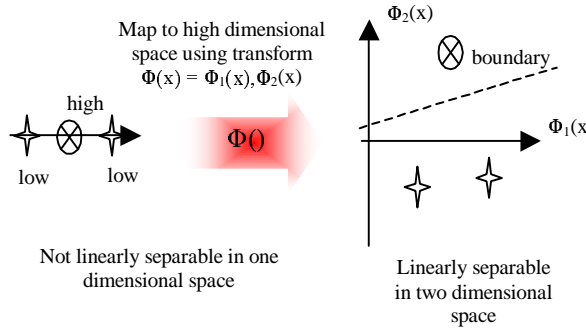 Map to high dimensional
space using transform
Φ(x) = Φ₁(x),Φ₂(x)
high
low
low
Φ()
Φ₂(x)
boundary
Φ₁(x
Not linearly separable in one
dimensional space
Linearly separable
in two dimensional
space